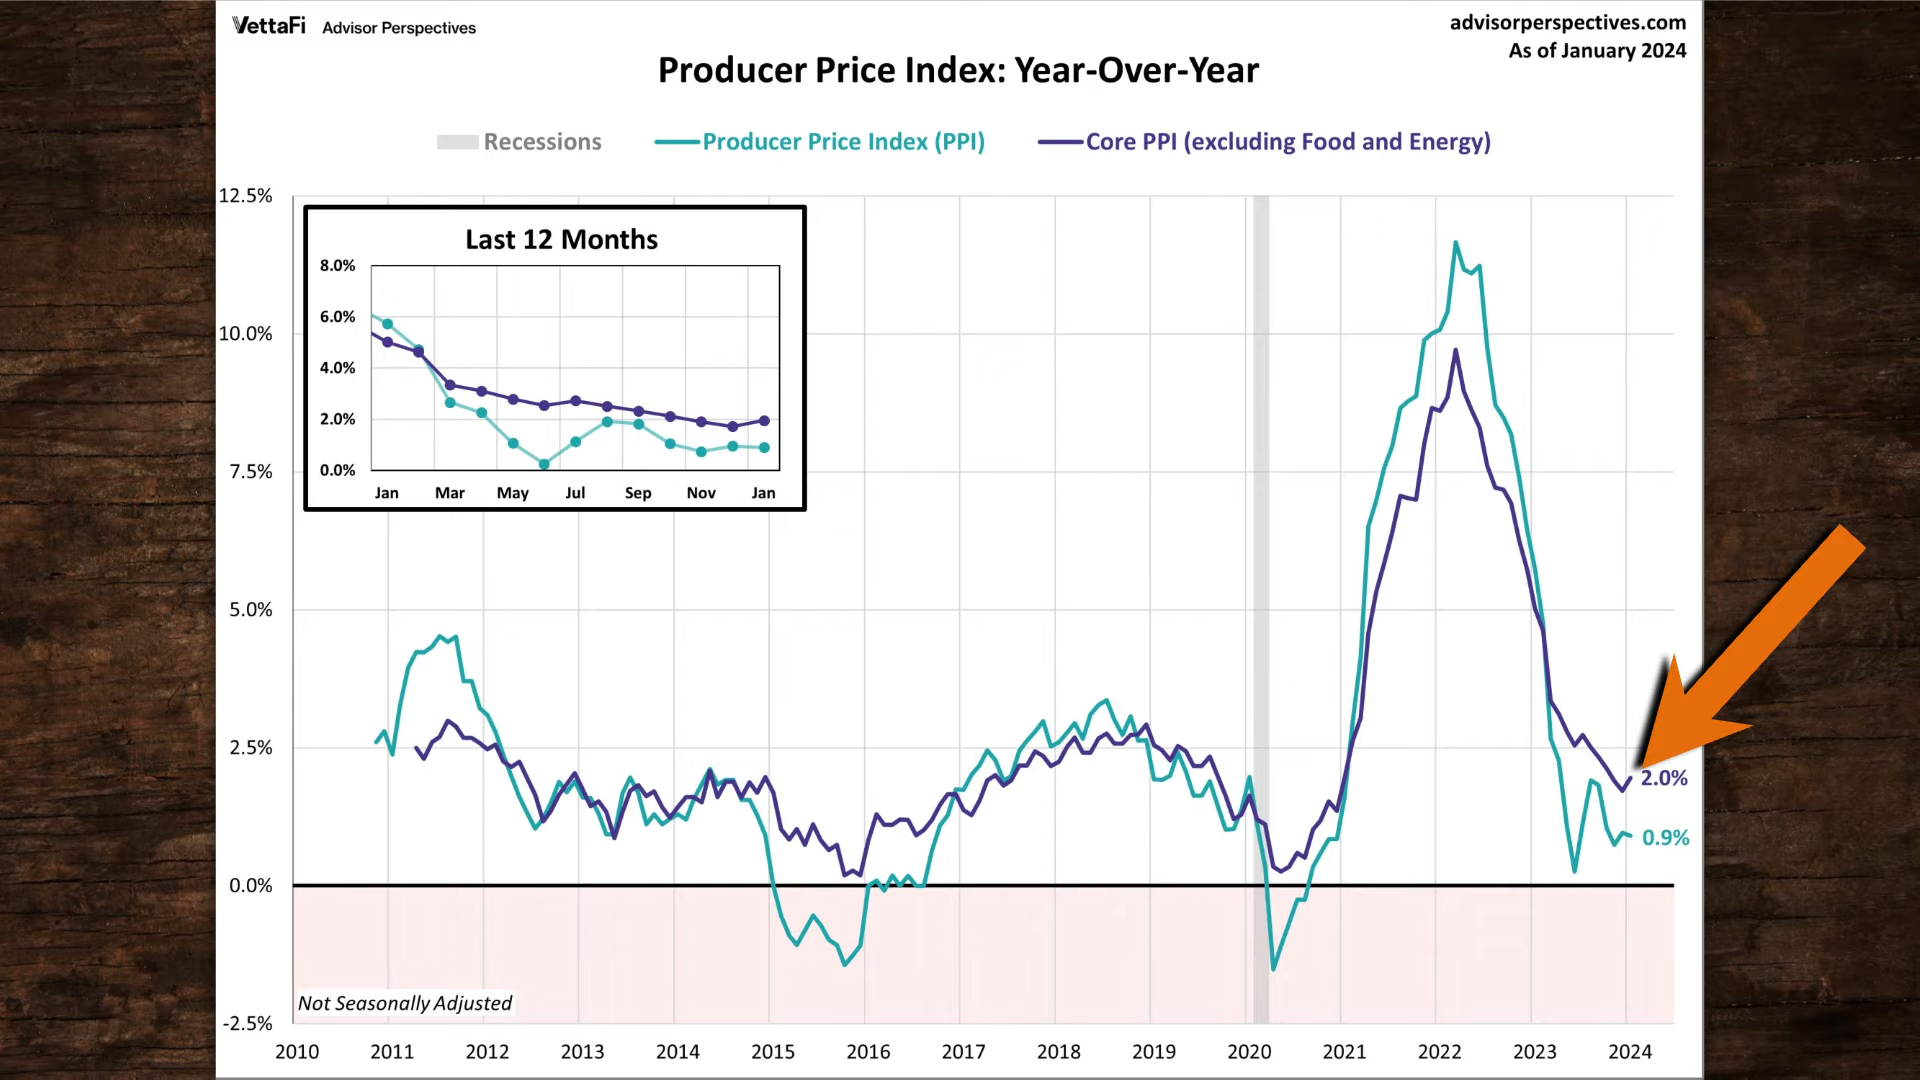 VettaFi Advisor Perspectives
advisorperspectives.com
As of January 2024
Producer Price Index: Year-Over-Year
Recessions
Producer Price Index (PPI)
Core PPI (excluding Food and Energy)
12.5%
10.0%
7.5%
5.0%
2.5%
0.0%
-2.5%
Last 12 Months
8.0%
6.0%
4.0%
2.0%
0.0%
Jan Mar May Jul Sep Nov Jan
2.0%
0.9%
Not Seasonally Adjusted
2010 2011 2012 2013 2014 2015 2016 2017 2018 2019 2020 2021 2022 2023 2024